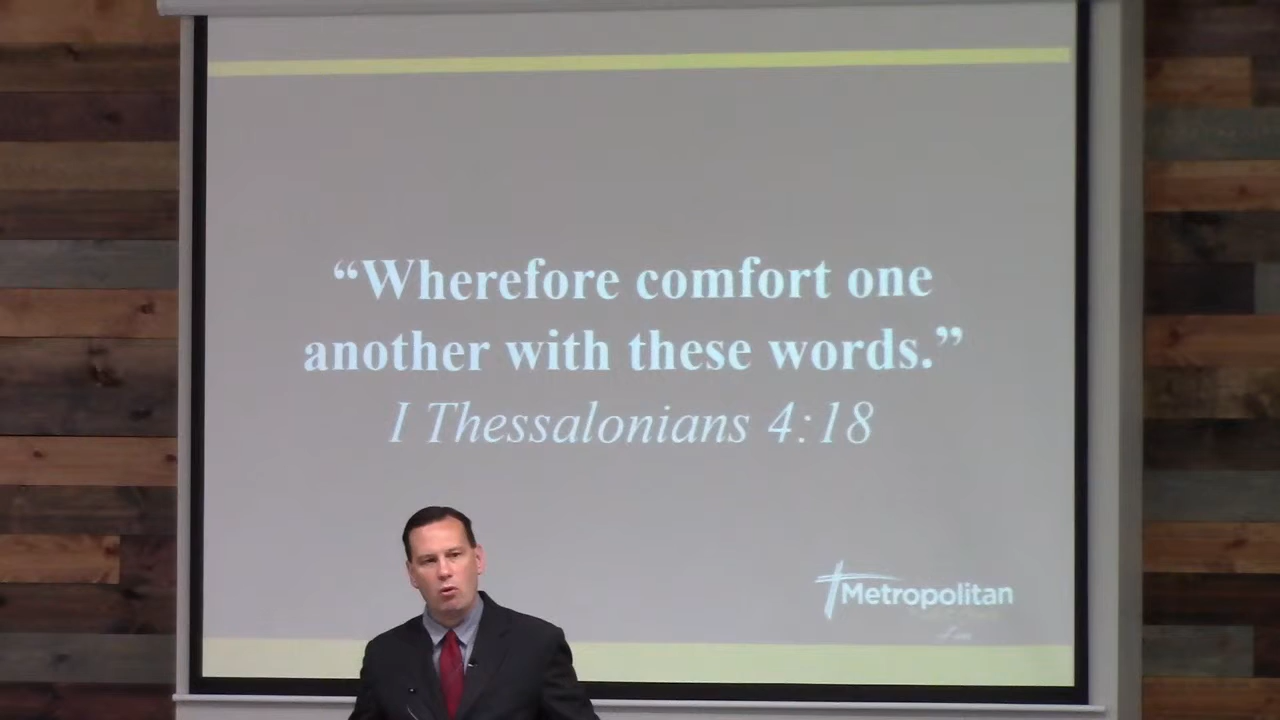 “Wherefore comfort one
another with these words.”
I Thessalonians 4:18
Metropolitan